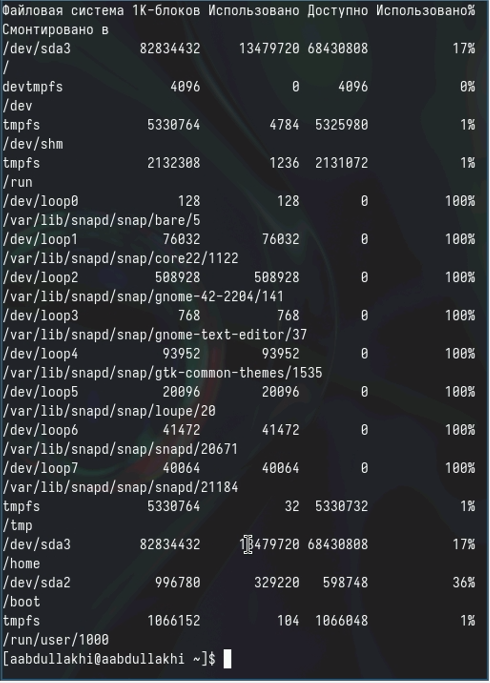 Файловая система 1K-блоков Использовано Доступно Использовано%
Смонтировано в
/dev/sda3 82834432 13479720 68430808 17%
/
devtmpfs 4096 0 4096 0%
/dev
tmpfs 5330764 4784 5325980 1%
/dev/shm
tmpfs 2132308 1236 2131072 1%
/run
/dev/loop0 128 128 0 100%
/var/lib/snapd/snap/bare/5
/dev/loop1 76032 76032 0 100%
/var/lib/snapd/snap/core22/1122
/dev/loop2 508928 508928 0 100%
/var/lib/snapd/snap/gnome-42-2204/141
/dev/loop3 768 768 0 100%
/var/lib/snapd/snap/gnome-text-editor/37
/dev/loop4 93952 93952 0 100%
/var/lib/snapd/snap/gtk-common-themes/1535
/dev/loop5 20096 20096 0 100%
/var/lib/snapd/snap/loupe/20
/dev/loop6 41472 41472 0 100%
/var/lib/snapd/snap/snapd/20671
/dev/loop7 40064 40064 0 100%
/var/lib/snapd/snap/snapd/21184
tmpfs 5330764 32 5330732 1%
/tmp
/dev/sda3 82834432 13479720 68430808 17%
/home
/dev/sda2 996780 329220 598748 36%
/boot
tmpfs 1066152 104 1066048 1%
/run/user/1000
[aabdullakhi@aabdullakhi ~]$